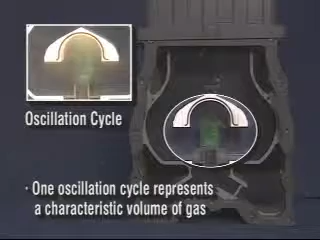 Oscillation Cycle
· One oscillation cycle represents
a characteristic volume of gas